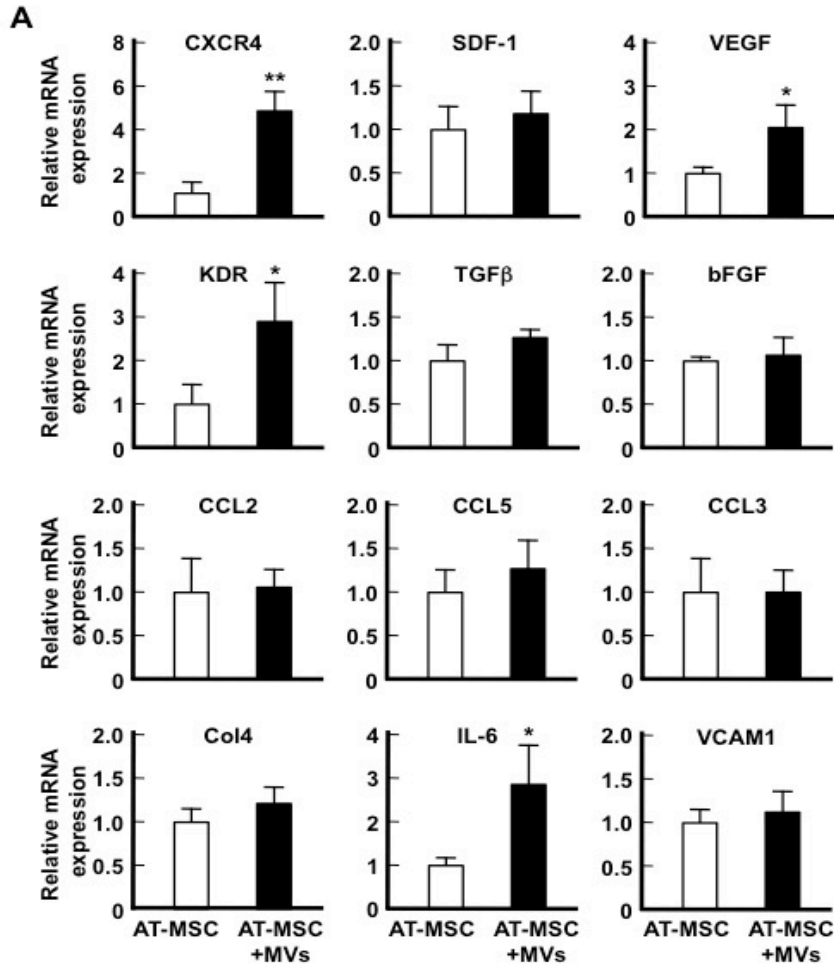 A
CXCR4 SDF-1 VEGF
Relative mRNA
expression
8 6 4 2 0
**
2.0 1.5 1.0 0.5 0
4 3 2 1 0
*
KDR TGFβ bFGF
Relative mRNA
expression
4 3 2 1 0
*
2.0 1.5 1.0 0.5 0
2.0 1.5 1.0 0.5 0
CCL2 CCL5 CCL3
Relative mRNA
expression
2.0 1.5 1.0 0.5 0
2.0 1.5 1.0 0.5 0
2.0 1.5 1.0 0.5 0
Col4 IL-6 VCAM1
Relative mRNA
expression
2.0 1.5 1.0 0.5 0
4 3 2 1 0
*
2.0 1.5 1.0 0.5 0
AT-MSC AT-MSC AT-MSC AT-MSC AT-MSC AT-MSC
+MVs +MVs +MVs